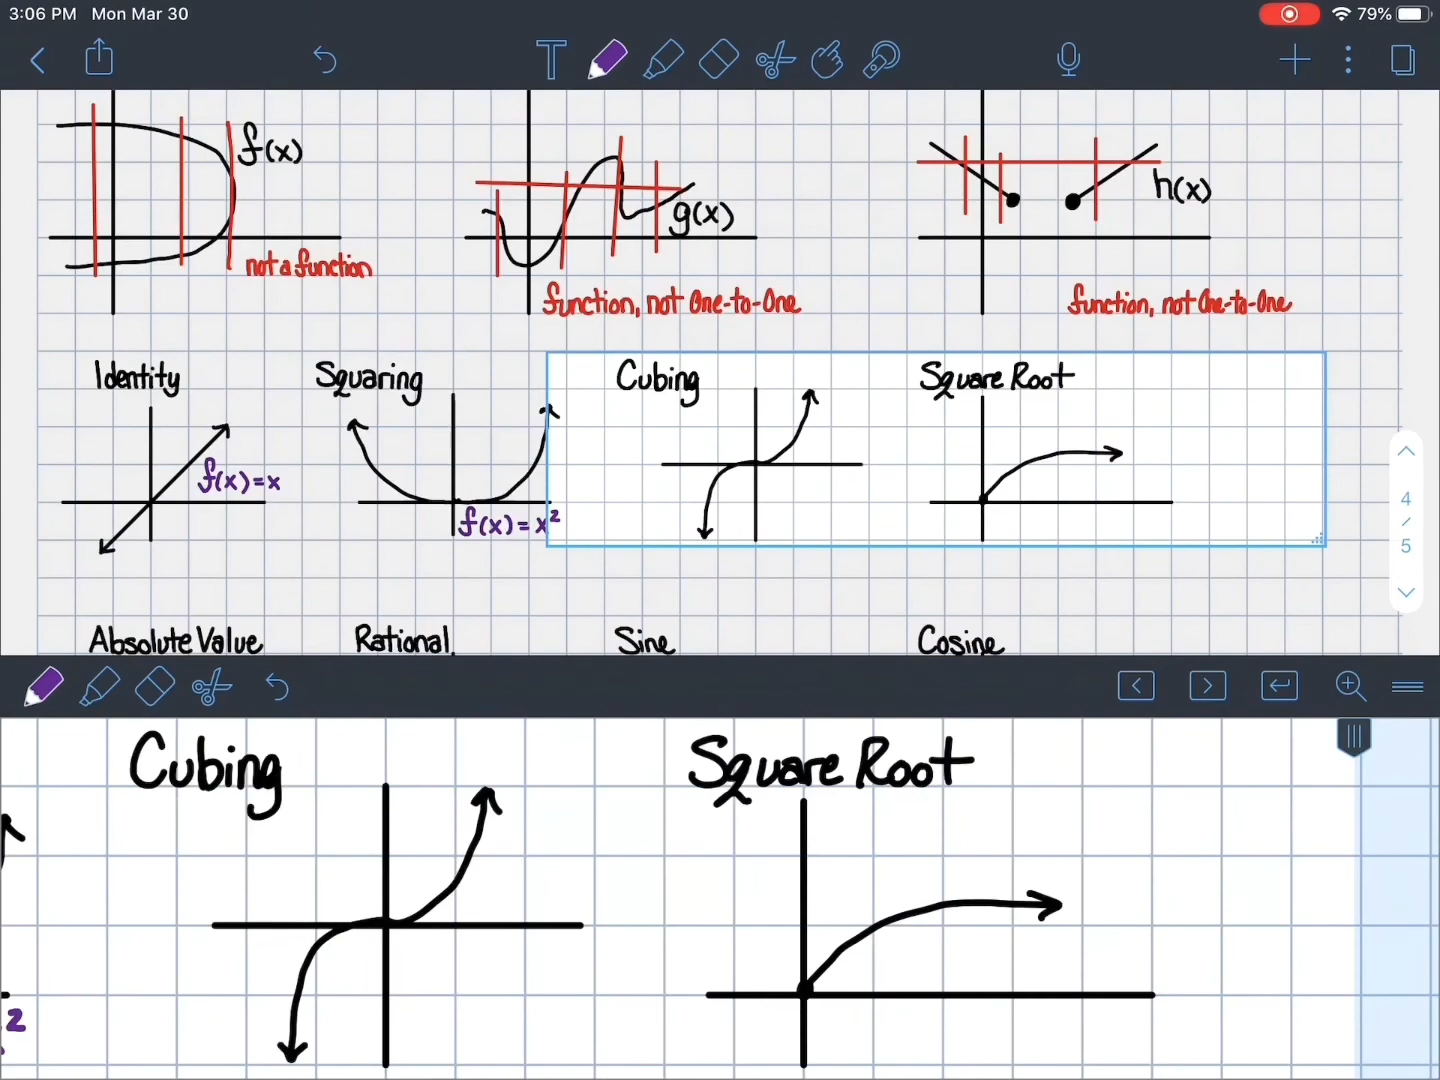 3:06 PM Mon Mar 30
79%
T
f(x)
g(x)
h(x)
not a function
function, not One-to-One
function, not One-to-One
Identity
Squaring
Cubing
Square Root
f(x)=x
f(x)=x²
4
/
5
Absolute Value
Rational
Sine
Cosine
Cubing
Square Root
2